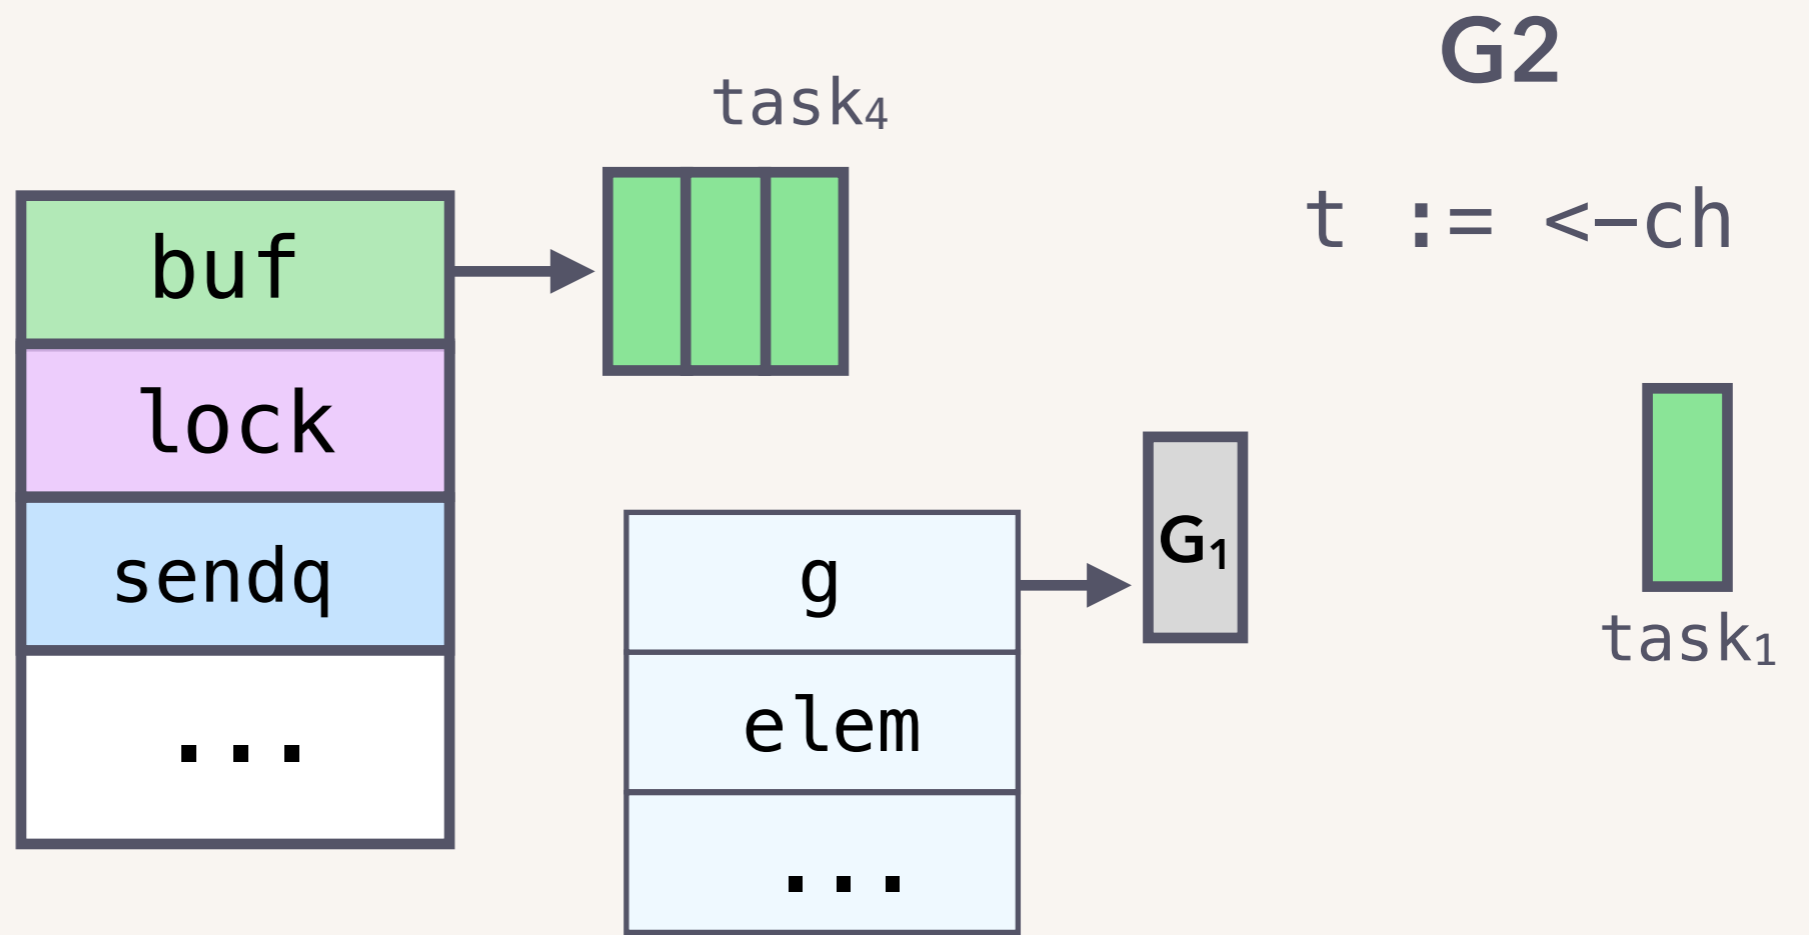 G2
task₄
t := <-ch
buf
lock
sendq
...
g
elem
...
G₁
task₁